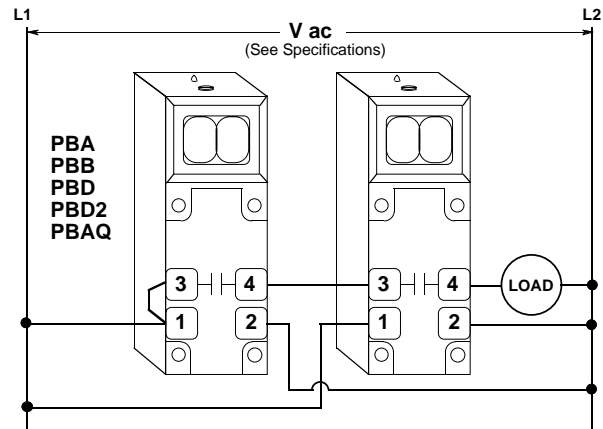 L1 L2
V ac
(See Specifications)
PBA
PBB
PBD
PBD2
PBAQ
3 4 3 4 LOAD
1 2 1 2